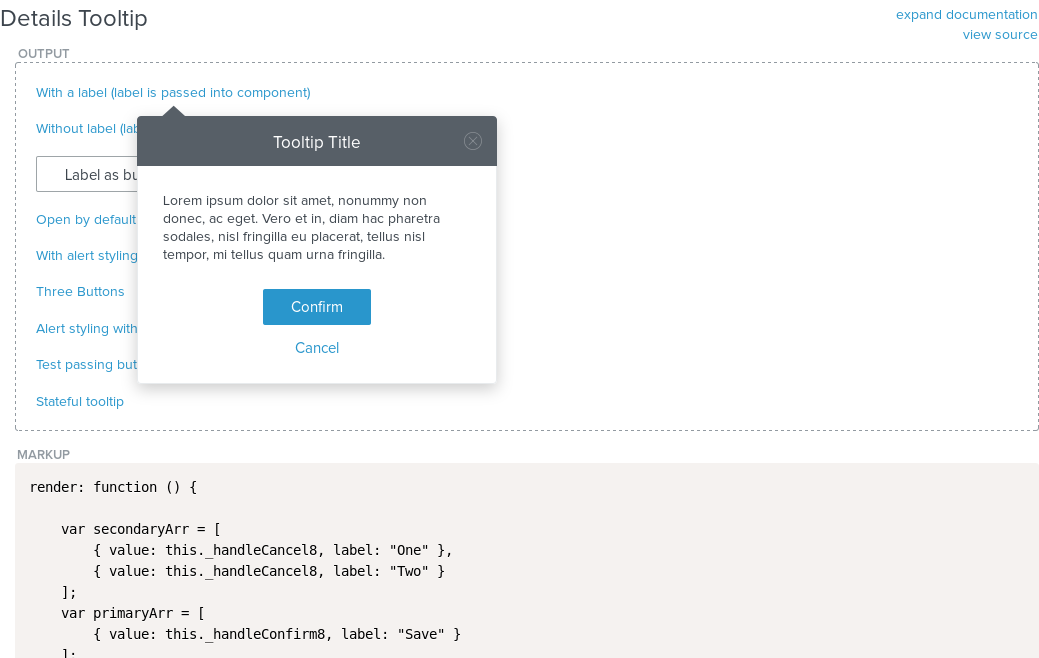 Details Tooltip
expand documentation
view source
OUTPUT
With a label (label is passed into component)
Without label (lab
Tooltip Title
Label as bu
Lorem ipsum dolor sit amet, nonummy non
donec, ac eget. Vero et in, diam hac pharetra
sodales, nisl fringilla eu placerat, tellus nisl
tempor, mi tellus quam urna fringilla.
Open by default
With alert styling
Three Buttons
Confirm
Alert styling with
Cancel
Test passing but
Stateful tooltip
MARKUP
render: function () {
var secondaryArr = [
{ value: this._handleCancel8, label: "One" },
{ value: this._handleCancel8, label: "Two" }
];
var primaryArr = [
{ value: this._handleConfirm8, label: "Save" }
];